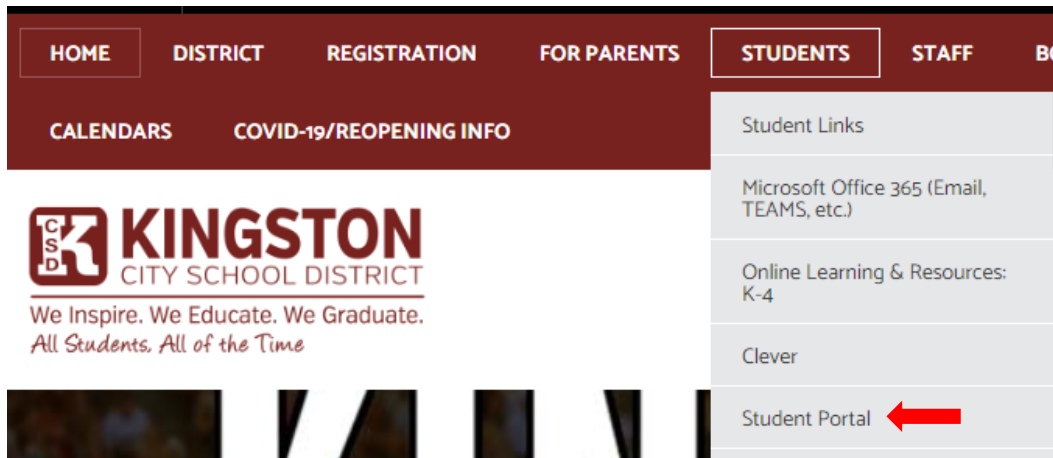 HOME DISTRICT REGISTRATION FOR PARENTS STUDENTS STAFF
CALENDARS COVID-19/REOPENING INFO
Student Links
Microsoft Office 365 (Email,
TEAMS, etc.)
Online Learning & Resources:
K-4
Clever
Student Portal
CSD K KINGSTON
CITY SCHOOL DISTRICT
We Inspire. We Educate. We Graduate.
All Students, All of the Time